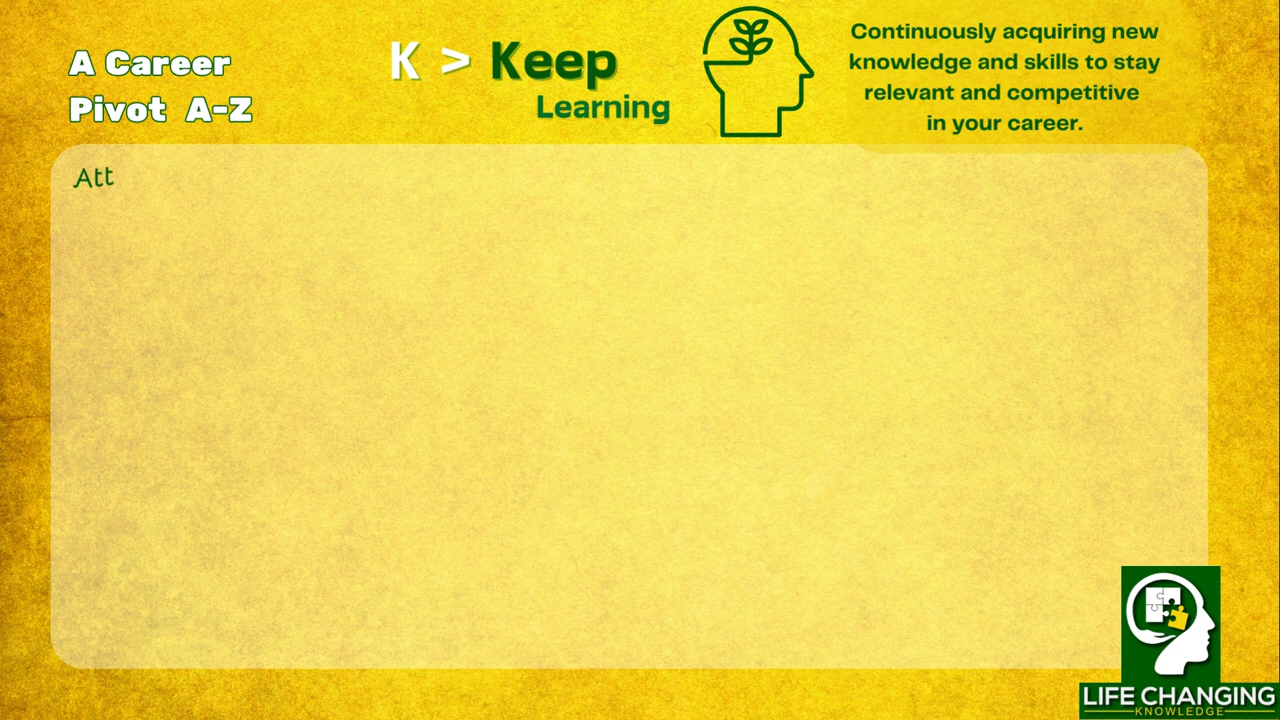 A Career
Pivot A-Z
K > Keep
Learning
Continuously acquiring new
knowledge and skills to stay
relevant and competitive
in your career.
Att
LIFE CHANGING
KNOWLEDGE